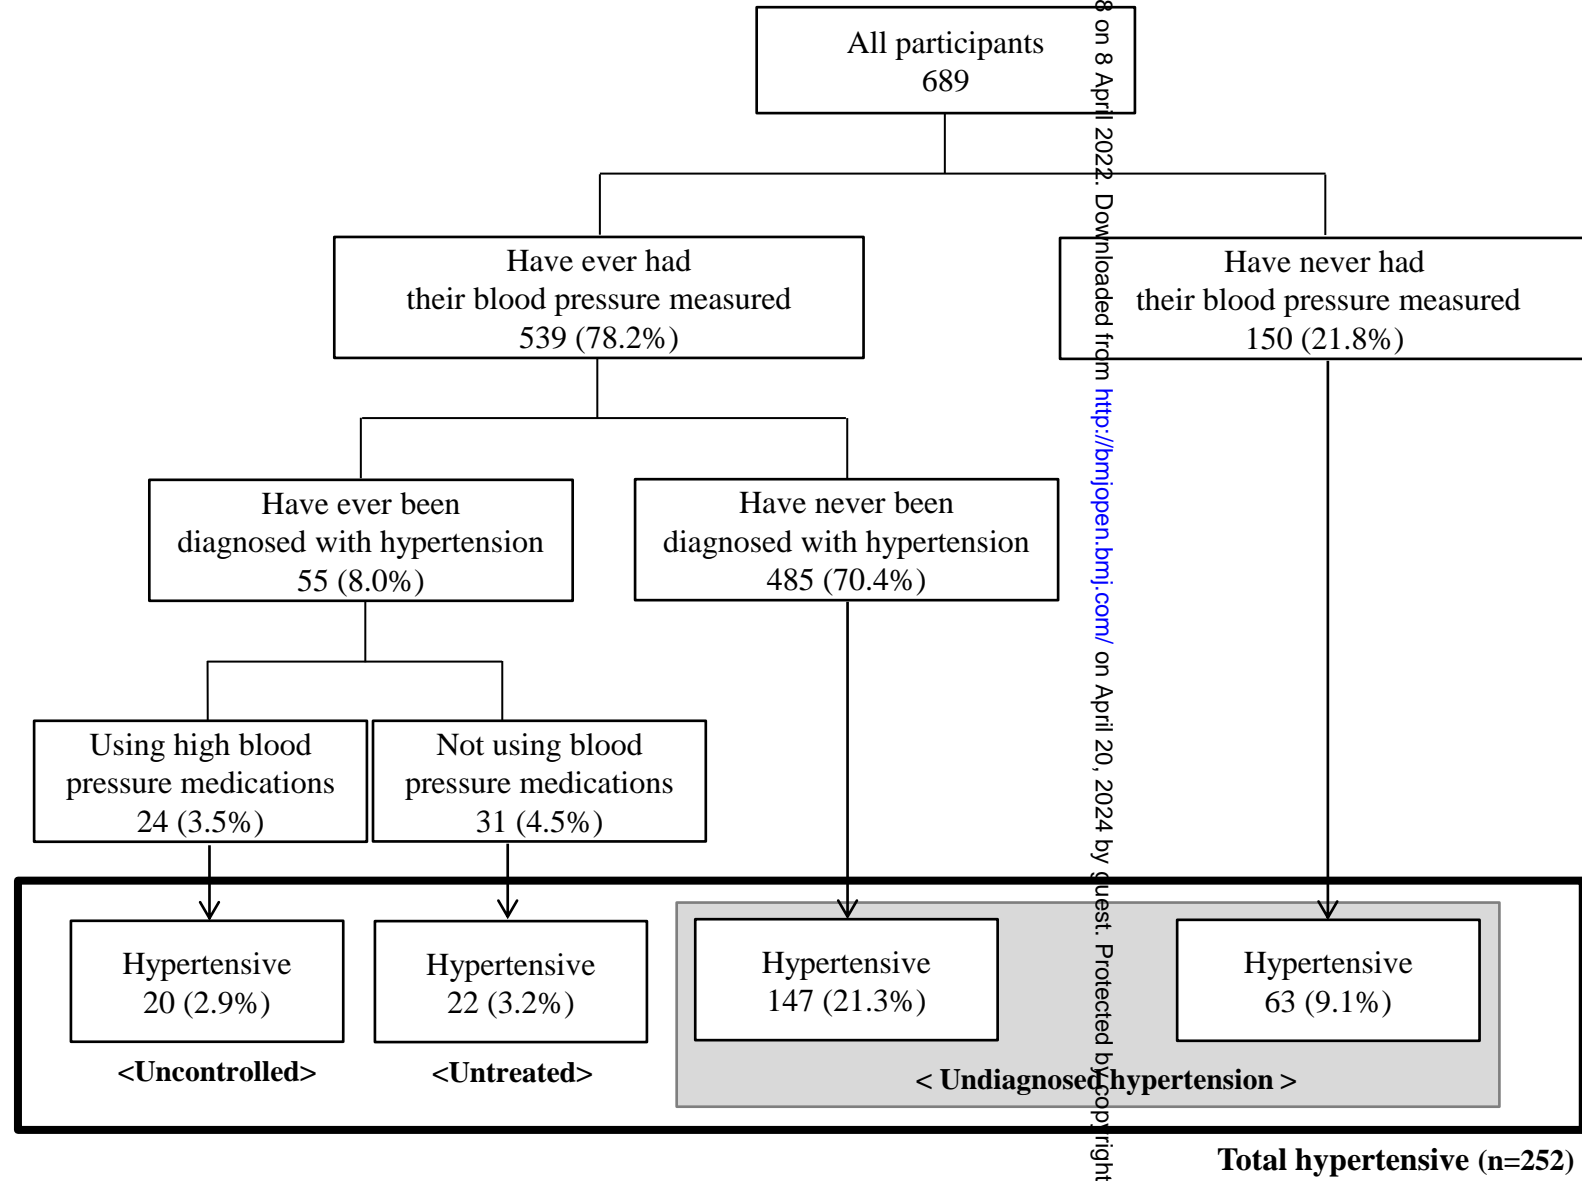 All participants
689
Have ever had
their blood pressure measured
539 (78.2%)
Have never had
their blood pressure measured
150 (21.8%)
Have ever been
diagnosed with hypertension
55 (8.0%)
Have never been
diagnosed with hypertension
485 (70.4%)
Using high blood
pressure medications
24 (3.5%)
Not using blood
pressure medications
31 (4.5%)
Hypertensive
20 (2.9%)
<Uncontrolled>
Hypertensive
22 (3.2%)
<Untreated>
Hypertensive
147 (21.3%)
Hypertensive
63 (9.1%)
< Undiagnosed hypertension >
Total hypertensive (n=252)
8 on 8 April 2022. Downloaded from http://bmjopen.bmj.com/ on April 20, 2024 by guest. Protected by copyright